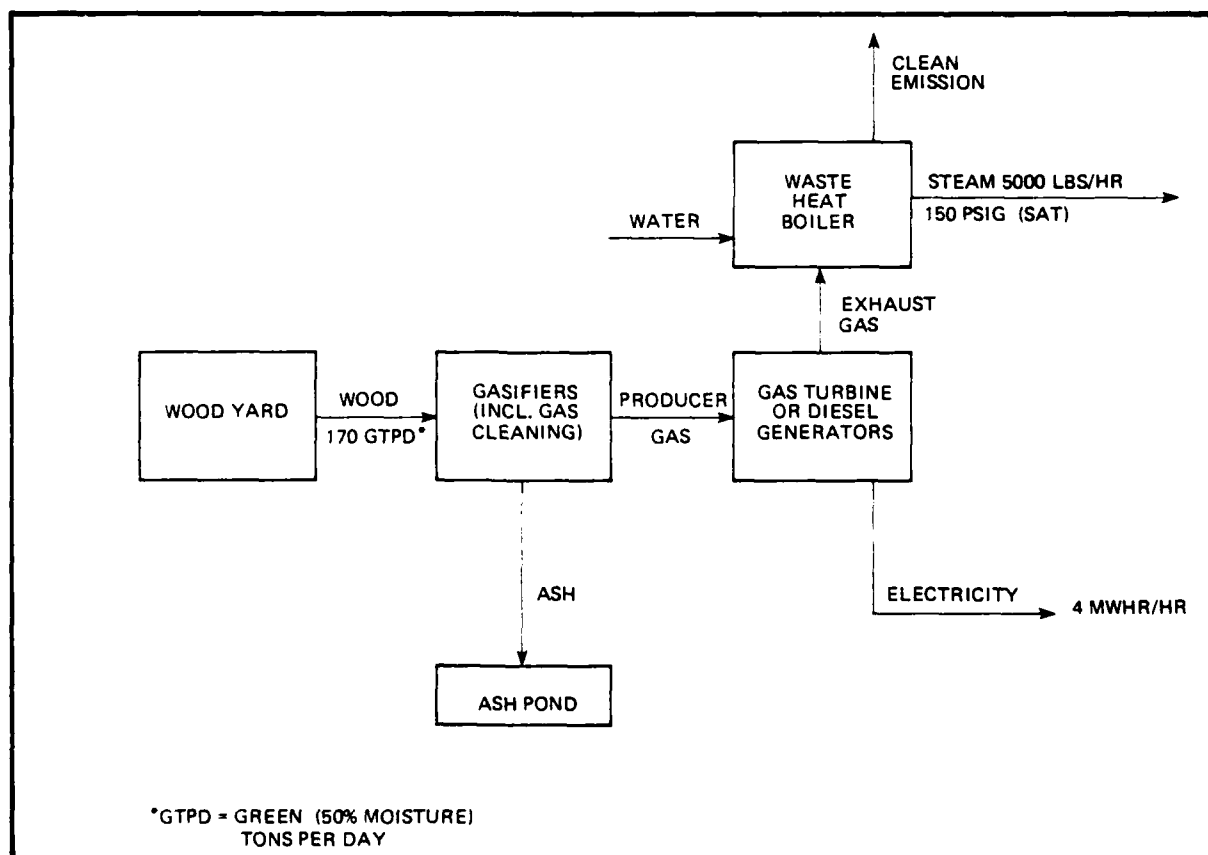 CLEAN
EMISSION
WASTE
HEAT
BOILER
STEAM 5000 LBS/HR
150 PSIG (SAT)
WATER
EXHAUST
GAS
WOOD YARD
WOOD
170 GTPD*
GASIFIERS
(INCL. GAS
CLEANING)
PRODUCER
GAS
GAS TURBINE
OR DIESEL
GENERATORS
ASH
ELECTRICITY
4 MWHR/HR
ASH POND
*GTPD = GREEN (50% MOISTURE)
TONS PER DAY